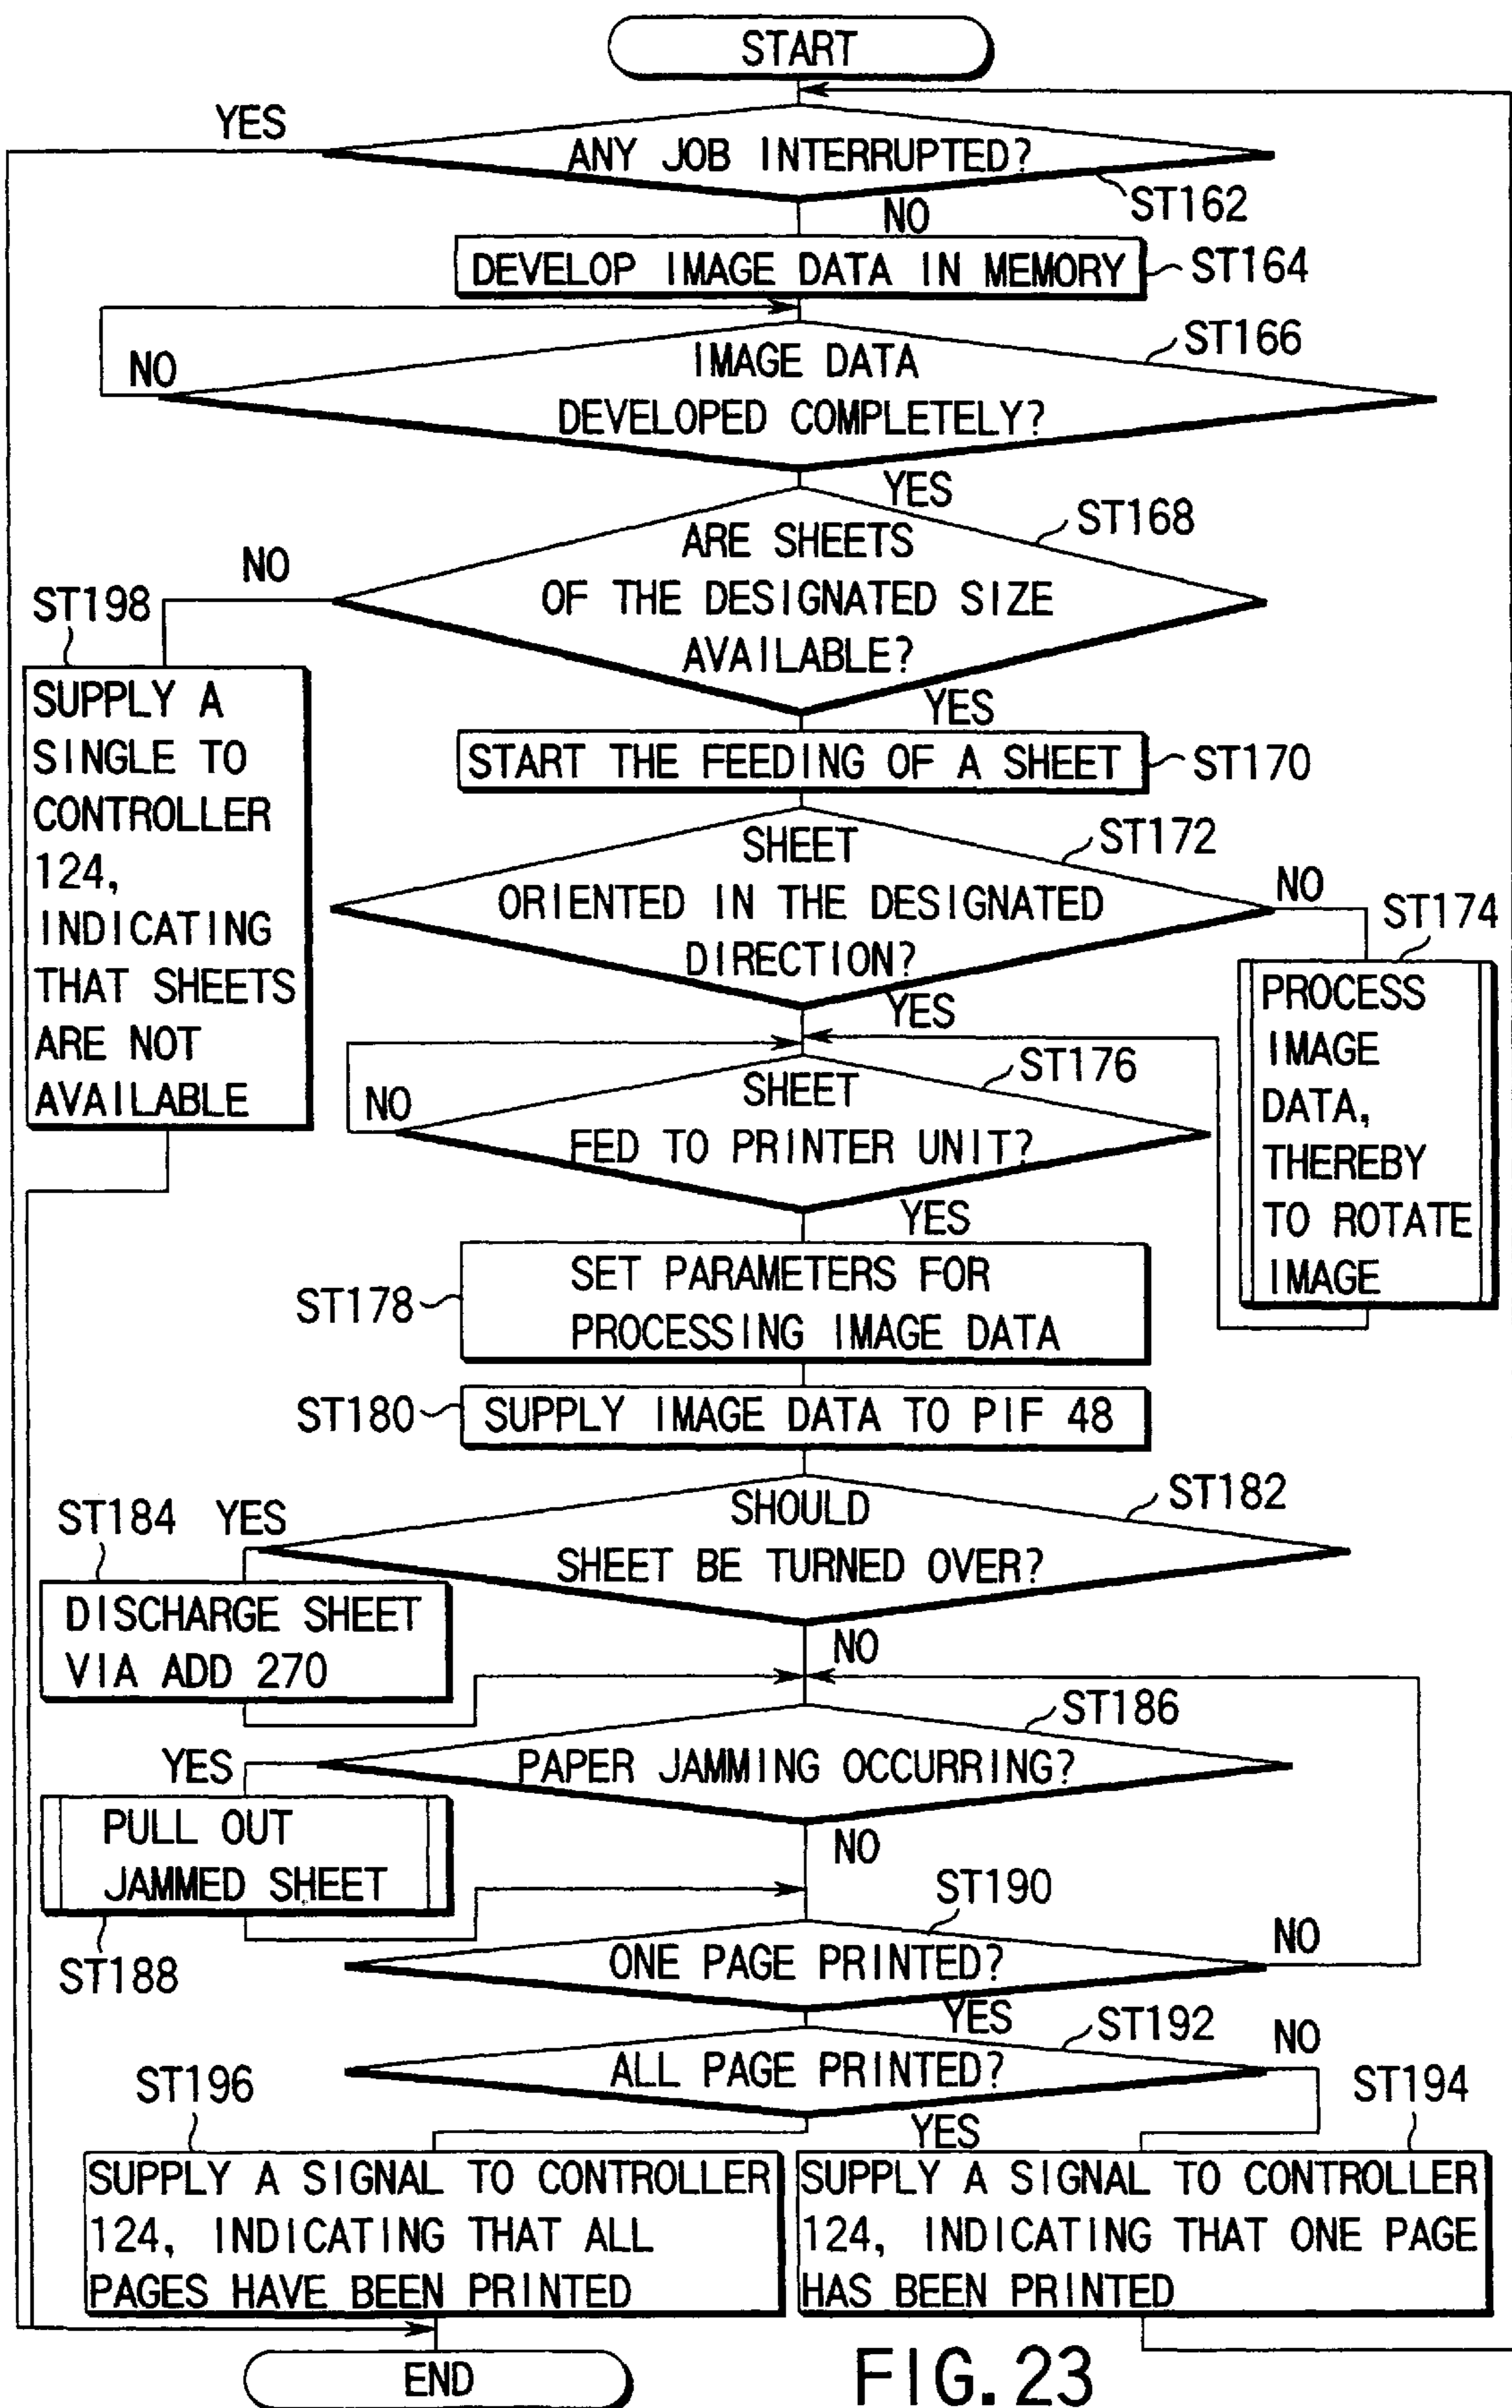 START
YES
ANY JOB INTERRUPTED?
ST162
NO
DEVELOP IMAGE DATA IN MEMORY
ST164
ST166
IMAGE DATA
DEVELOPED COMPLETELY?
NO
YES
ST168
ARE SHEETS
OF THE DESIGNATED SIZE
AVAILABLE?
NO
ST198
SUPPLY A
SINGLE TO
CONTROLLER
124,
INDICATING
THAT SHEETS
ARE NOT
AVAILABLE
YES
START THE FEEDING OF A SHEET
ST170
ST172
SHEET
ORIENTED IN THE DESIGNATED
DIRECTION?
NO
ST174
PROCESS
IMAGE
DATA,
THEREBY
TO ROTATE
IMAGE
YES
ST176
SHEET
FED TO PRINTER UNIT?
NO
YES
ST178
SET PARAMETERS FOR
PROCESSING IMAGE DATA
ST180
SUPPLY IMAGE DATA TO PIF 48
ST182
SHOULD
SHEET BE TURNED OVER?
ST184
YES
DISCHARGE SHEET
VIA ADD 270
NO
ST186
PAPER JAMMING OCCURRING?
YES
PULL OUT
JAMMED SHEET
ST188
NO
ST190
ONE PAGE PRINTED?
NO
YES
ST192
ALL PAGE PRINTED?
NO
ST196
YES
ST194
SUPPLY A SIGNAL TO CONTROLLER
124, INDICATING THAT ALL
PAGES HAVE BEEN PRINTED
SUPPLY A SIGNAL TO CONTROLLER
124, INDICATING THAT ONE PAGE
HAS BEEN PRINTED
END
FIG. 23